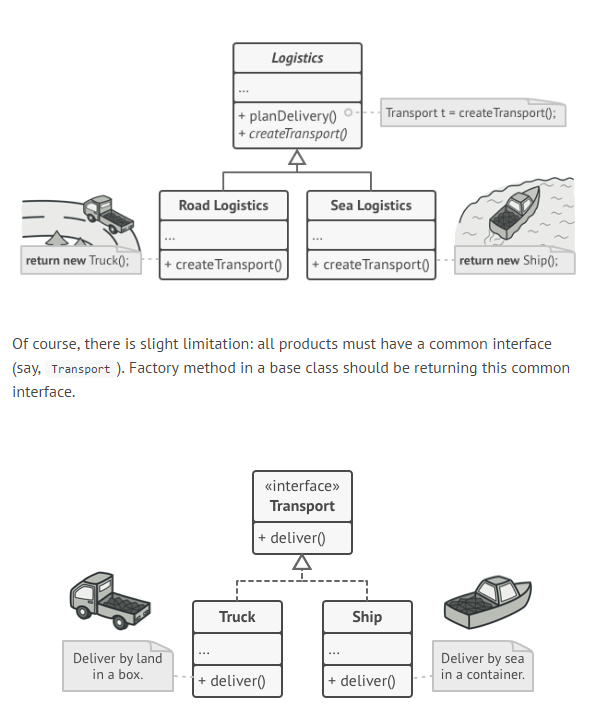 Logistics
...
+ planDelivery()
+ createTransport()
Transport t = createTransport();
Road Logistics
...
+ createTransport()
Sea Logistics
...
+ createTransport()
return new Truck();
return new Ship();
Of course, there is slight limitation: all products must have a common interface
(say, Transport ). Factory method in a base class should be returning this common
interface.
«interface»
Transport
+ deliver()
Truck
...
+ deliver()
Ship
...
+ deliver()
Deliver by land
in a box.
Deliver by sea
in a container.